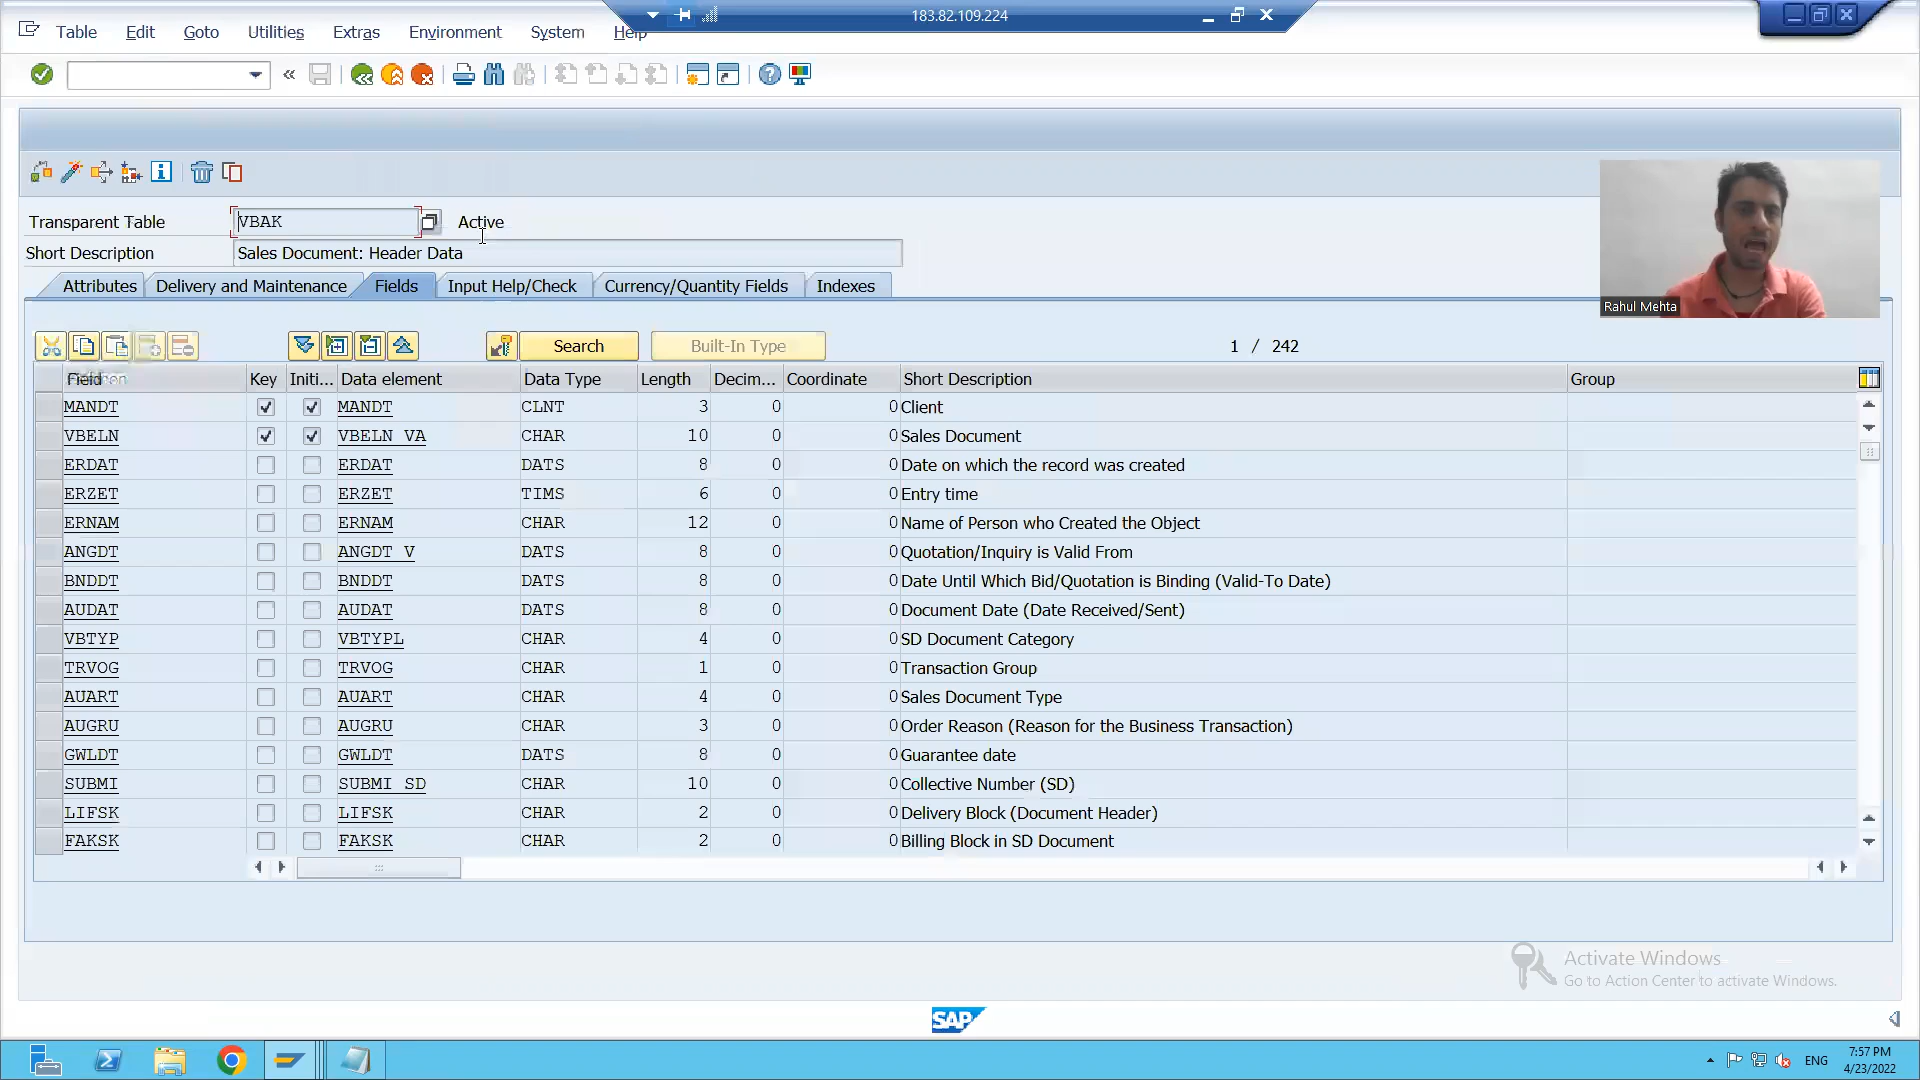 183.82.109.224
Table Edit Goto Utilities Extras Environment System Help
Transparent Table VBAK Active
Short Description Sales Document: Header Data
Attributes Delivery and Maintenance Fields Input Help/Check Currency/Quantity Fields Indexes
Search Built-In Type 1 / 242
Field Key Initi... Data element Data Type Length Decim... Coordinate Short Description Group
MANDT MANDT CLNT 3 0 0 Client
VBELN VBELN_VA CHAR 10 0 0 Sales Document
ERDAT ERDAT DATS 8 0 0 Date on which the record was created
ERZET ERZET TIMS 6 0 0 Entry time
ERNAM ERNAM CHAR 12 0 0 Name of Person who Created the Object
ANGDT ANGDT_V DATS 8 0 0 Quotation/Inquiry is Valid From
BNDDT BNDDT DATS 8 0 0 Date Until Which Bid/Quotation is Binding (Valid-To Date)
AUDAT AUDAT DATS 8 0 0 Document Date (Date Received/Sent)
VBTYP VBTYPL CHAR 4 0 0 SD Document Category
TRVOG TRVOG CHAR 1 0 0 Transaction Group
AUART AUART CHAR 4 0 0 Sales Document Type
AUGRU AUGRU CHAR 3 0 0 Order Reason (Reason for the Business Transaction)
GWLDT GWLDT DATS 8 0 0 Guarantee date
SUBMI SUBMI_SD CHAR 10 0 0 Collective Number (SD)
LIFSK LIFSK CHAR 2 0 0 Delivery Block (Document Header)
FAKSK FAKSK CHAR 2 0 0 Billing Block in SD Document
Rahul Mehta
Activate Windows
Go to Action Center to activate Windows.
SAP
ENG
7:57 PM
4/23/2022